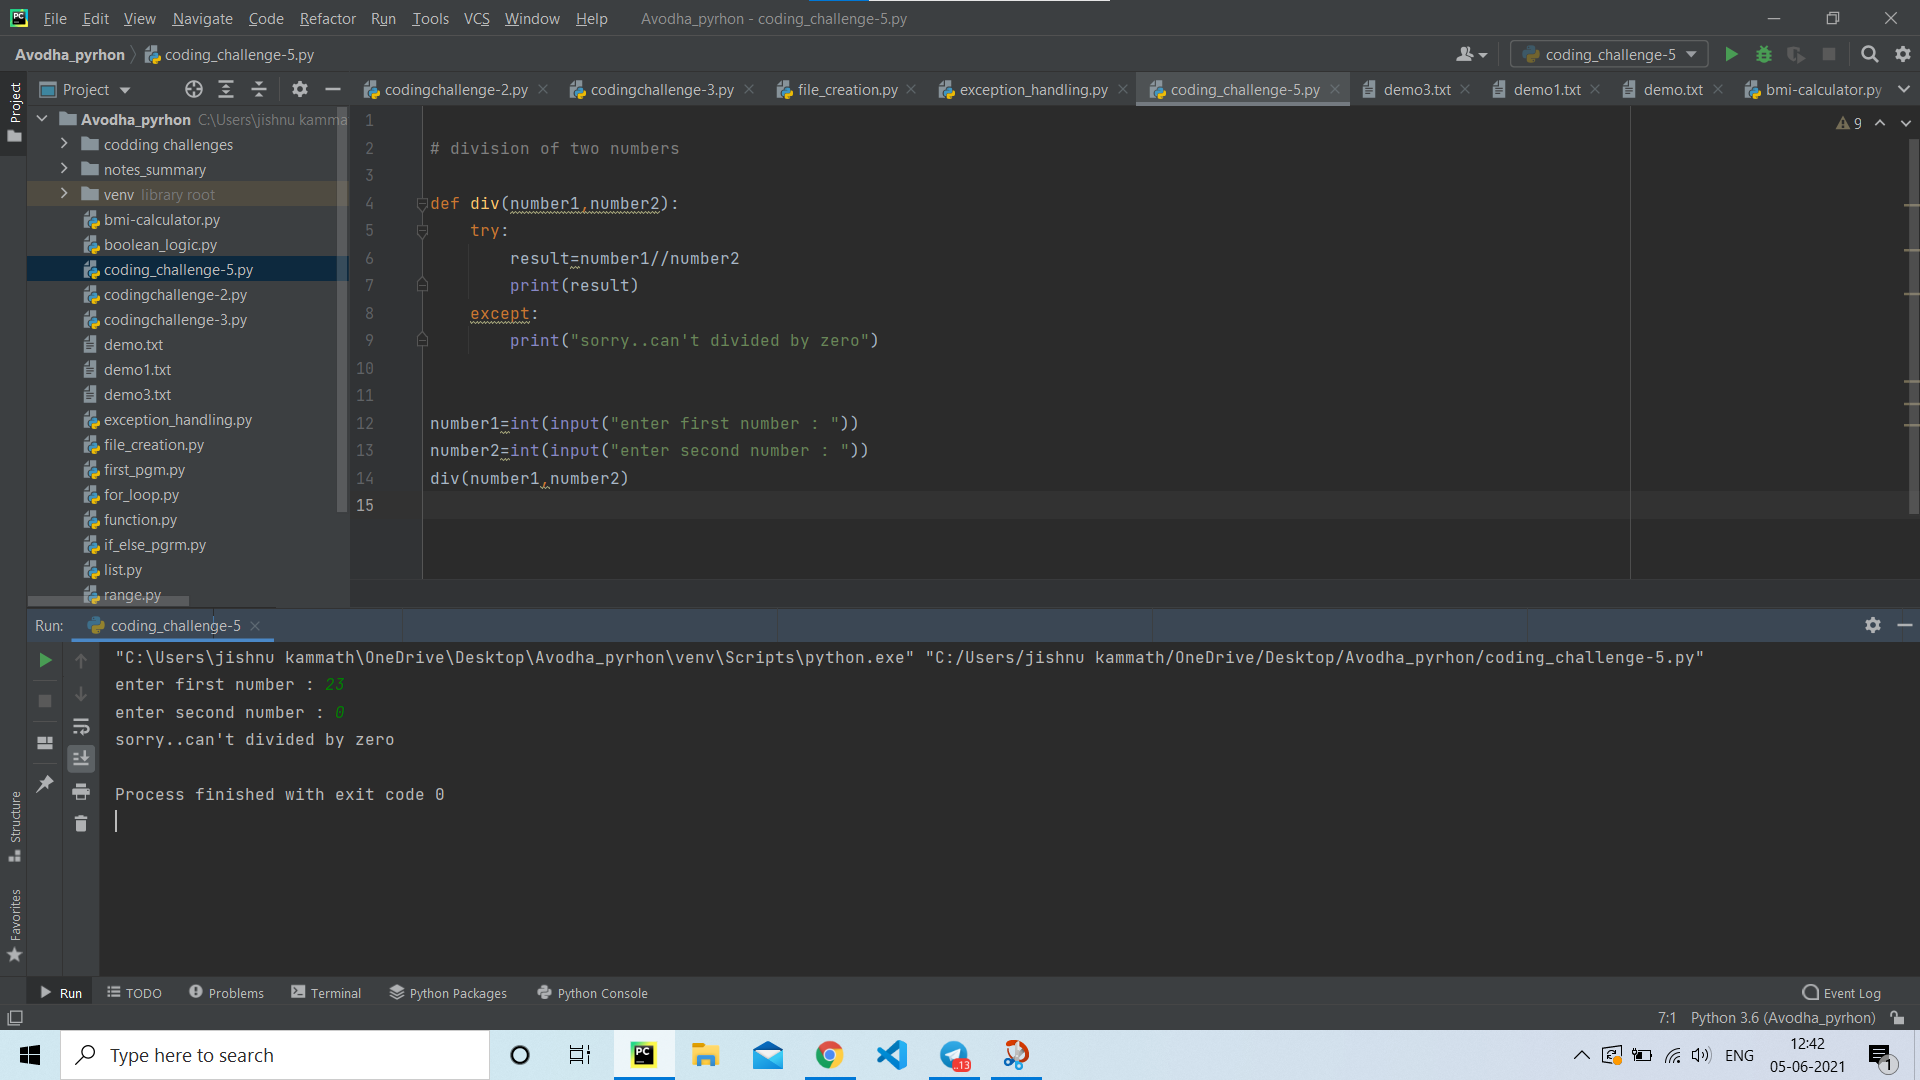 File Edit View Navigate Code Refactor Run Tools VCS Window Help Avodha_pyrhon - coding_challenge-5.py
Avodha_pyrhon coding_challenge-5.py coding_challenge-5
Project codingchallenge-2.py codingchallenge-3.py file_creation.py exception_handling.py coding_challenge-5.py demo3.txt demo1.txt demo.txt bmi-calculator.py
Project
Avodha_pyrhon C:\Users\jishnu kamma
codding challenges
notes_summary
venv library root
bmi-calculator.py
boolean_logic.py
coding_challenge-5.py
codingchallenge-2.py
codingchallenge-3.py
demo.txt
demo1.txt
demo3.txt
exception_handling.py
file_creation.py
first_pgm.py
for_loop.py
function.py
if_else_pgrm.py
list.py
range.py
9
1
2 # division of two numbers
3
4 def div(number1,number2):
5 try:
6 result=number1//number2
7 print(result)
8 except:
9 print("sorry..can't divided by zero")
10
11
12 number1=int(input("enter first number : "))
13 number2=int(input("enter second number : "))
14 div(number1,number2)
15
Run: coding_challenge-5
"C:\Users\jishnu kammath\OneDrive\Desktop\Avodha_pyrhon\venv\Scripts\python.exe" "C:/Users/jishnu kammath/OneDrive/Desktop/Avodha_pyrhon/coding_challenge-5.py"
enter first number : 23
enter second number : 0
sorry..can't divided by zero
Process finished with exit code 0
Structure
Favorites
Run TODO Problems Terminal Python Packages Python Console Event Log
7:1 Python 3.6 (Avodha_pyrhon)
Type here to search
PC
..13
ENG
12:42
05-06-2021
1